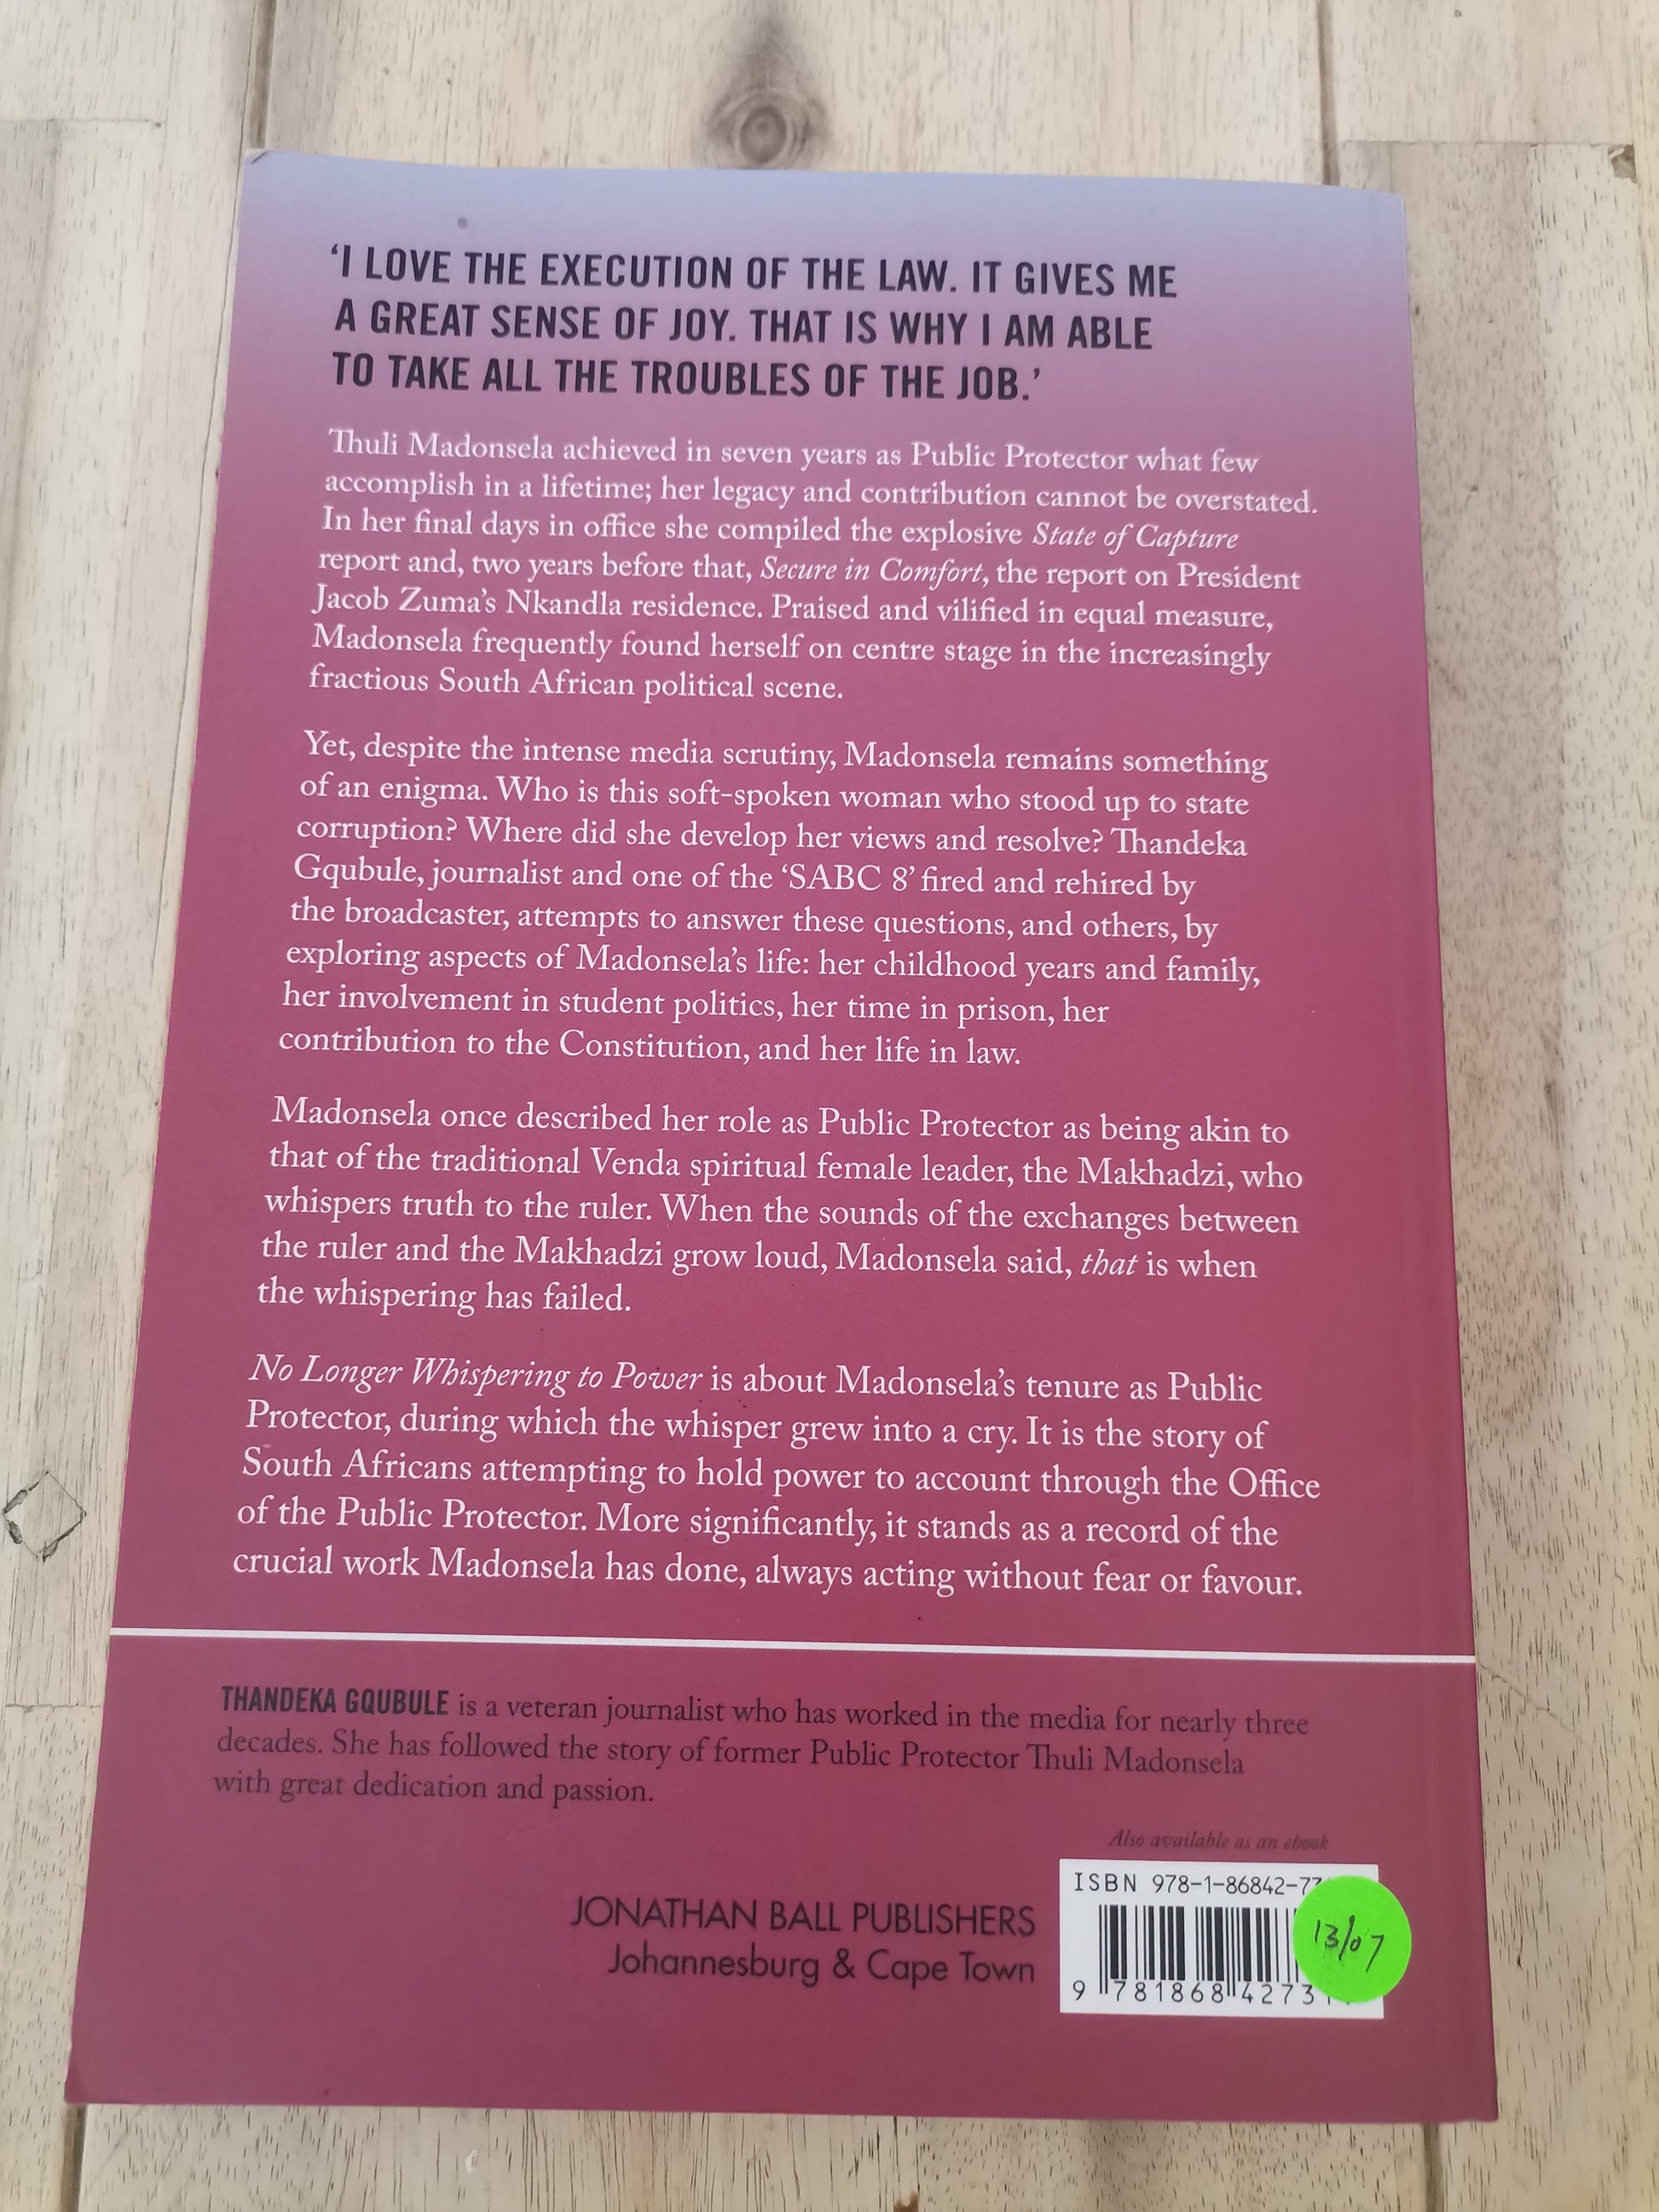 ‘I LOVE THE EXECUTION OF THE LAW. IT GIVES ME
A GREAT SENSE OF JOY. THAT IS WHY I AM ABLE
TO TAKE ALL THE TROUBLES OF THE JOB.’
Thuli Madonsela achieved in seven years as Public Protector what few
accomplish in a lifetime; her legacy and contribution cannot be overstated.
In her final days in office she compiled the explosive State of Capture
report and, two years before that, Secure in Comfort, the report on President
Jacob Zuma’s Nkandla residence. Praised and vilified in equal measure,
Madonsela frequently found herself on centre stage in the increasingly
fractious South African political scene.
Yet, despite the intense media scrutiny, Madonsela remains something
of an enigma. Who is this soft-spoken woman who stood up to state
corruption? Where did she develop her views and resolve? Thandeka
Gqubule, journalist and one of the ‘SABC 8’ fired and rehired by
the broadcaster, attempts to answer these questions, and others, by
exploring aspects of Madonsela’s life: her childhood years and family,
her involvement in student politics, her time in prison, her
contribution to the Constitution, and her life in law.
Madonsela once described her role as Public Protector as being akin to
that of the traditional Venda spiritual female leader, the Makhadzi, who
whispers truth to the ruler. When the sounds of the exchanges between
the ruler and the Makhadzi grow loud, Madonsela said, that is when
the whispering has failed.
No Longer Whispering to Power is about Madonsela’s tenure as Public
Protector, during which the whisper grew into a cry. It is the story of
South Africans attempting to hold power to account through the Office
of the Public Protector. More significantly, it stands as a record of the
crucial work Madonsela has done, always acting without fear or favour.
THANDEKA GQUBULE is a veteran journalist who has worked in the media for nearly three
decades. She has followed the story of former Public Protector Thuli Madonsela
with great dedication and passion.
Also available as an ebook
JONATHAN BALL PUBLISHERS
Johannesburg & Cape Town
ISBN 978-1-86842-7
13/07
9 781868 4273